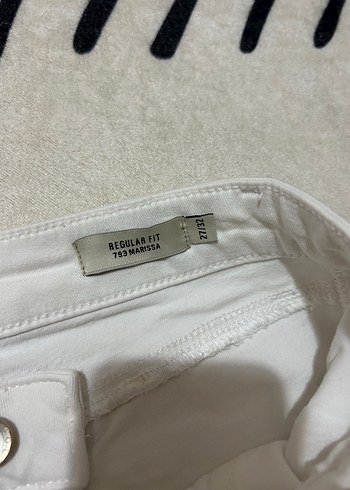 REGULAR FIT
793 MARISSA
27/32